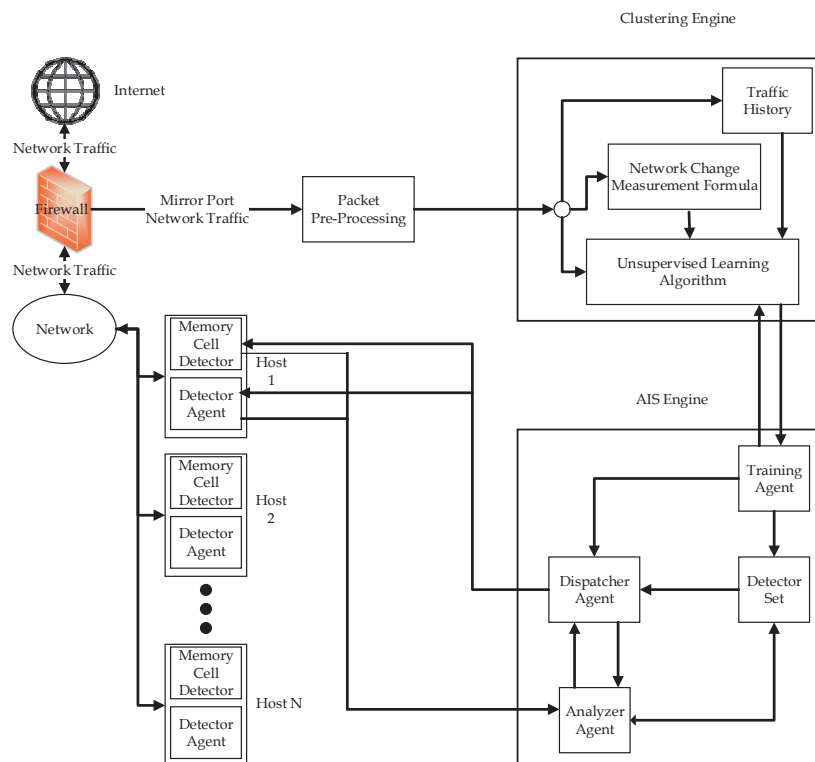 Clustering Engine
Internet
Traffic
History
Network Traffic
Network Change
Measurement Formula
Firewall
Mirror Port
Network Traffic
Packet
Pre-Processing
Network Traffic
Unsupervised Learning
Algorithm
Network
Memory
Cell
Detector
Host
1
Detector
Agent
AIS Engine
Memory
Cell
Detector
Host
2
Detector
Agent
Training
Agent
Dispatcher
Agent
Detector
Set
Memory
Cell
Detector
Host N
Detector
Agent
Analyzer
Agent